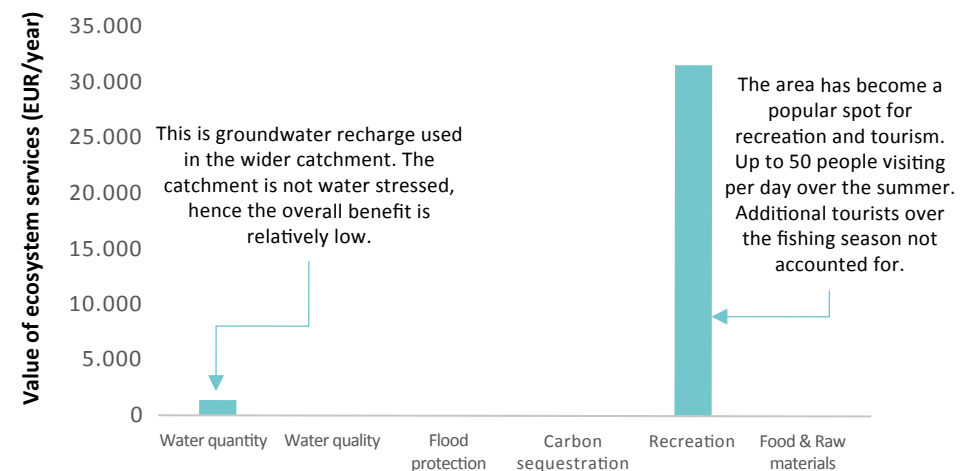 Value of ecosystem services (EUR/year)
35.000
30.000
25.000
20.000
15.000
10.000
5.000
0
This is groundwater recharge used
in the wider catchment. The
catchment is not water stressed,
hence the overall benefit is
relatively low.
The area has become a
popular spot for
recreation and tourism.
Up to 50 people visiting
per day over the summer.
Additional tourists over
the fishing season not
accounted for.
Water quantity
Water quality
Flood
protection
Carbon
sequestration
Recreation
Food & Raw
materials